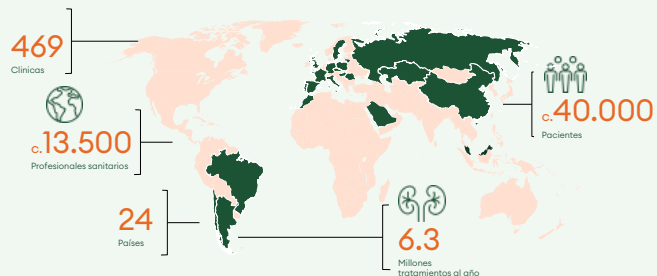 469
Clínicas
c.13.500
Profesionales sanitarios
24
Países
c.40.000
Pacientes
6.3
Millones
tratamientos al año